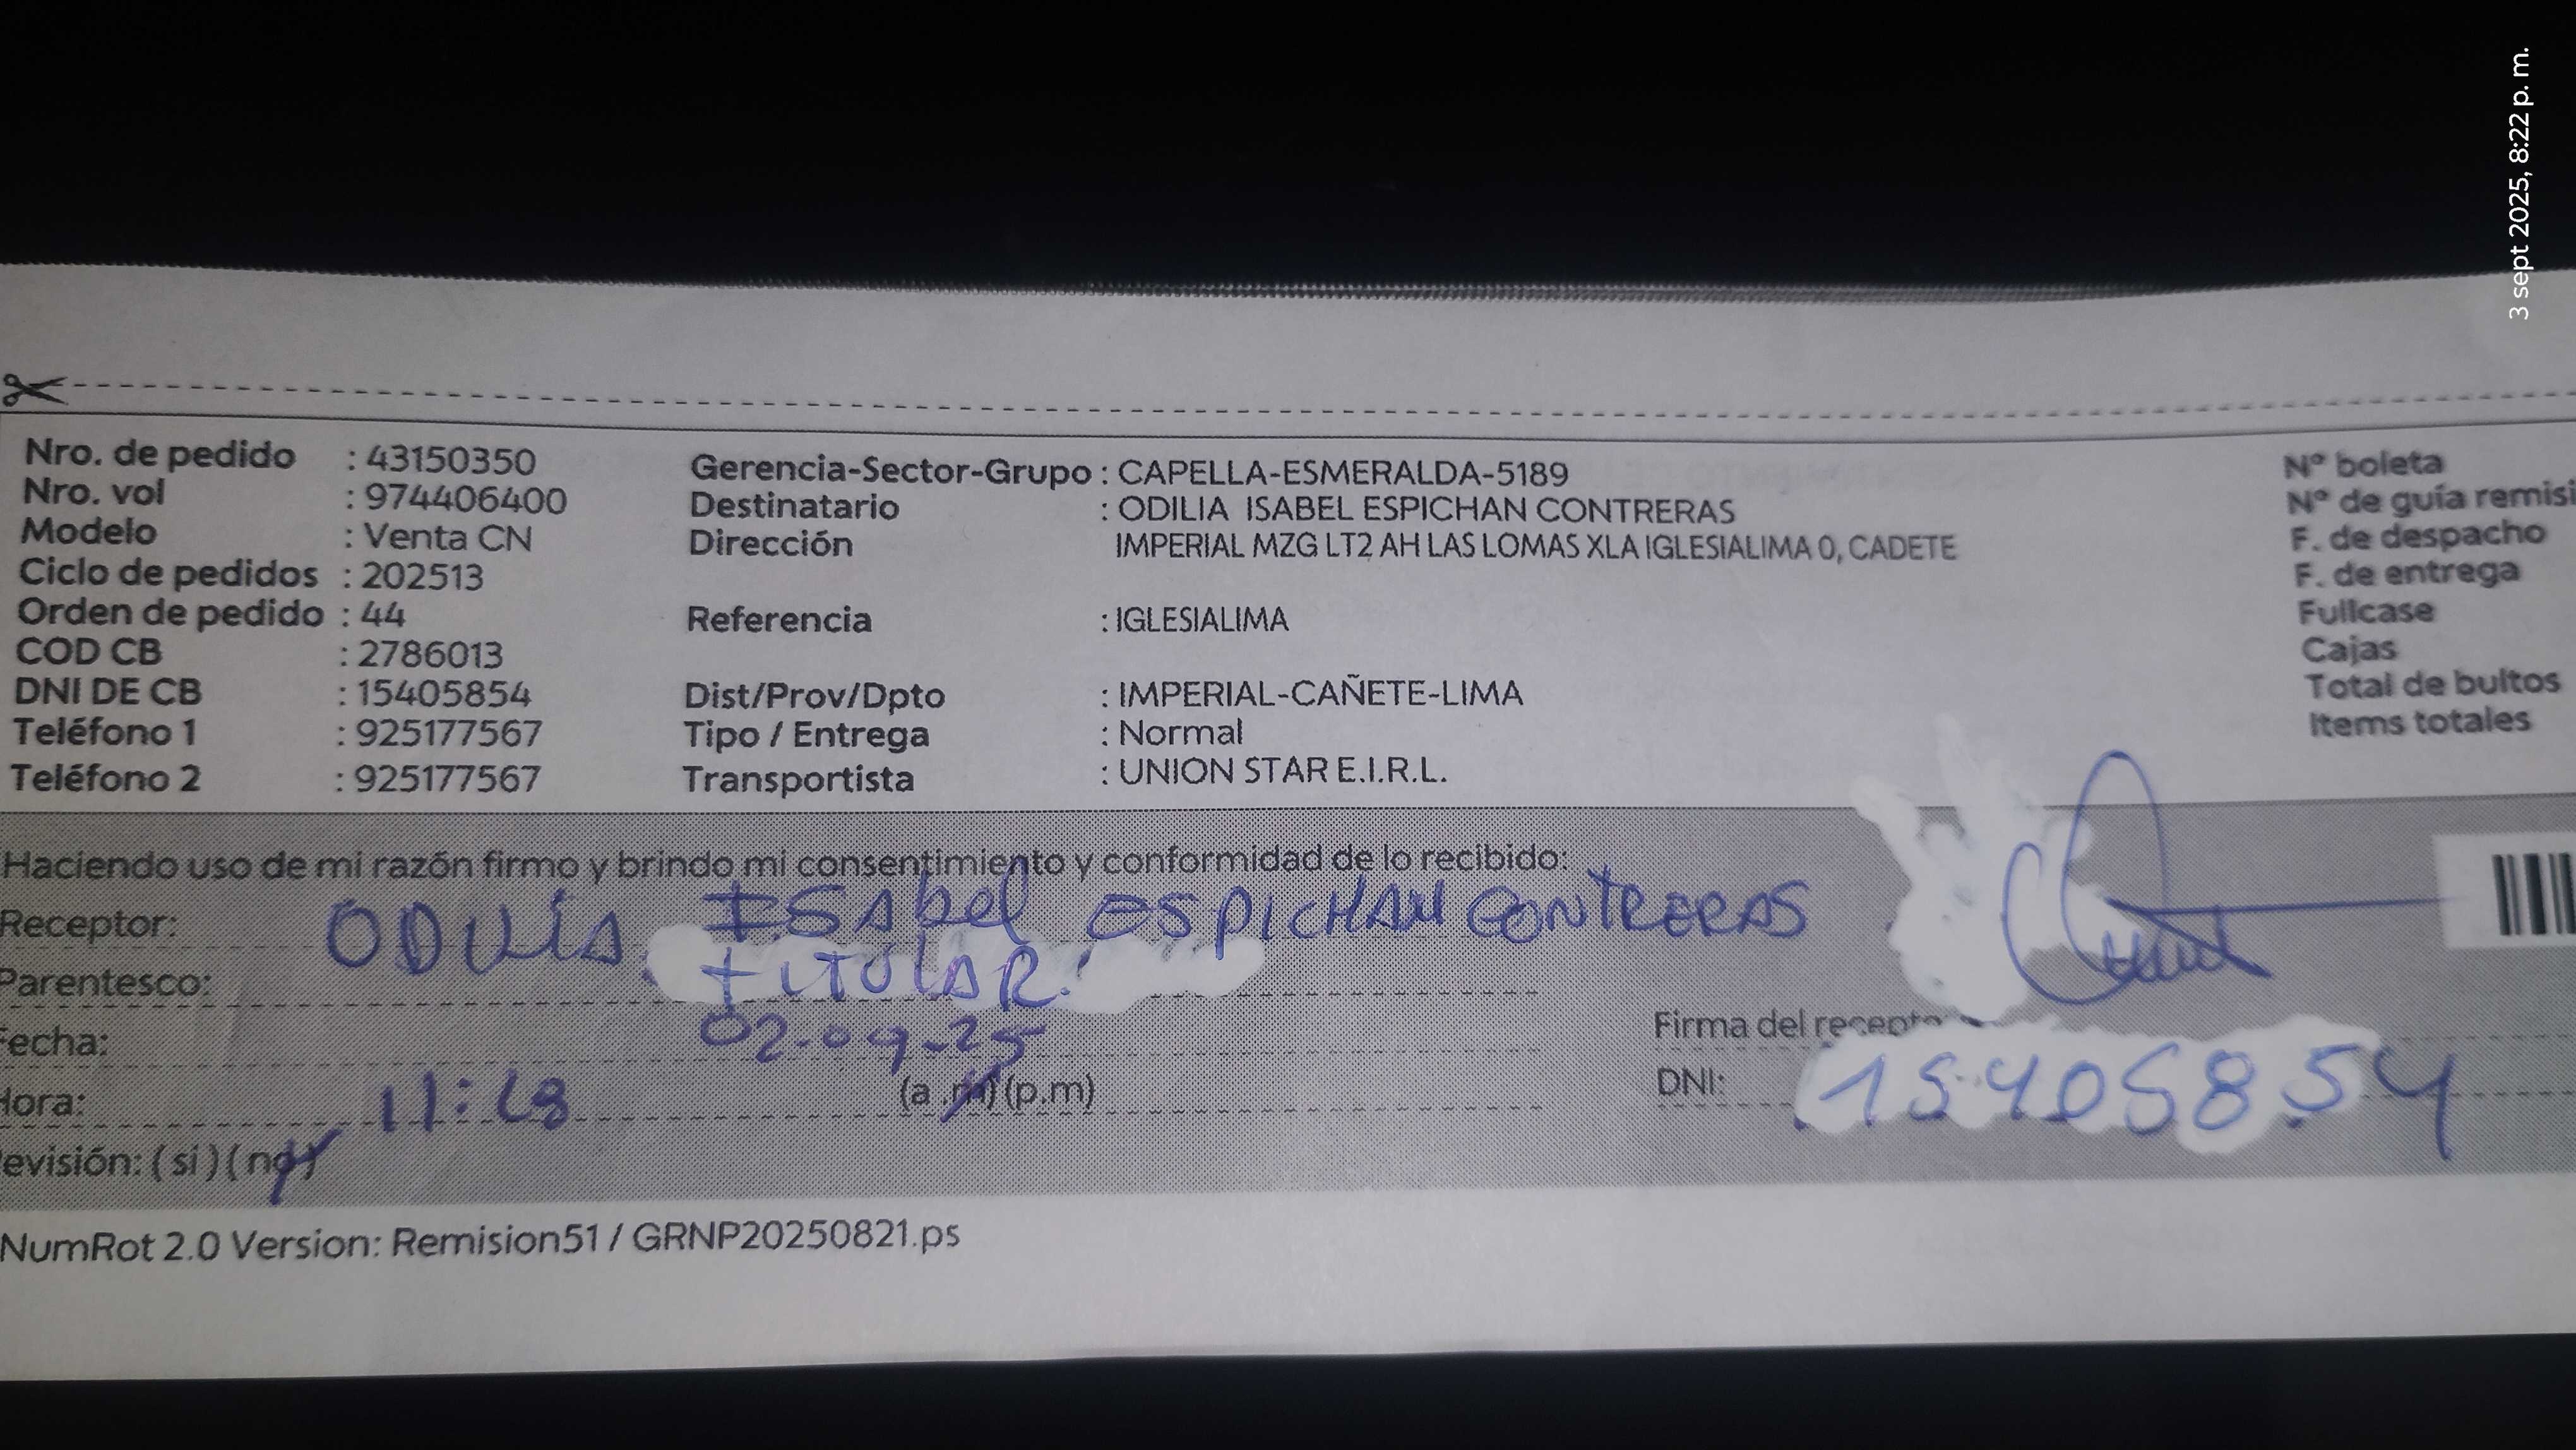 3 sept 2025, 8:22 p. m.
Nro. de pedido : 43150350
Nro. vol : 974406400
Modelo : Venta CN
Ciclo de pedidos : 202513
Orden de pedido : 44
COD CB : 2786013
DNI DE CB : 15405854
Teléfono 1 : 925177567
Teléfono 2 : 925177567
Gerencia-Sector-Grupo : CAPELLA-ESMERALDA-5189
Destinatario : ODILIA ISABEL ESPICHAN CONTRERAS
Dirección IMPERIAL MZG LT2 AH LAS LOMAS XLA IGLESIALIMA 0, CADETE
Referencia : IGLESIALIMA
Dist/Prov/Dpto : IMPERIAL-CAÑETE-LIMA
Tipo / Entrega : Normal
Transportista : UNION STAR E.I.R.L.
N° boleta
N° de guía remisi
F. de despacho
F. de entrega
Fullcase
Cajas
Total de bultos
Items totales
Haciendo uso de mi razón firmo y brindo mi consentimiento y conformidad de lo recibido:
Receptor: ISAbel ESPICHAN CONTRERAS
Parentesco: TITULAR
Fecha: 02-09-25
Hora: (a.m) (p.m)
evisión: (si) (no)
Firma del recepto
DNI: 15405854
NumRot 2.0 Version: Remision51 / GRNP20250821.ps